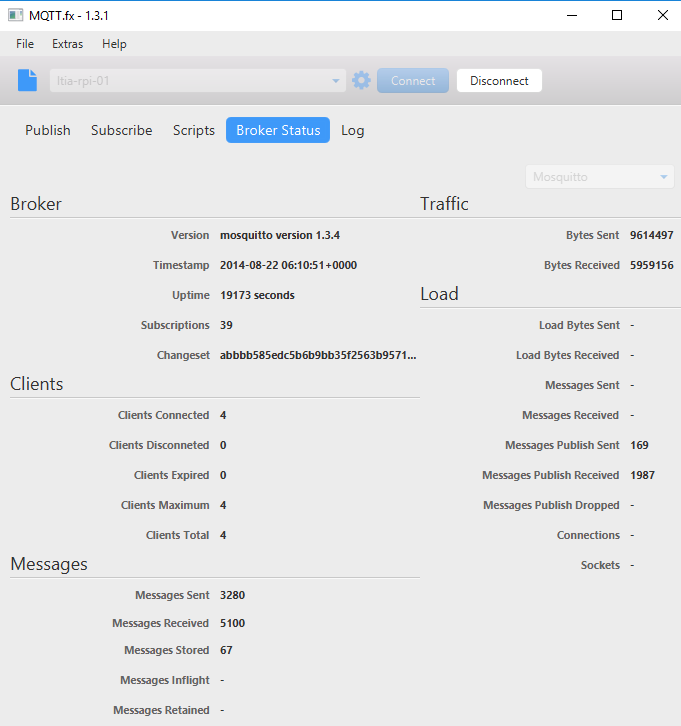 MQTT.fx - 1.3.1
File Extras Help
ltia-rpi-01 Connect Disconnect
Publish Subscribe Scripts Broker Status Log
Mosquitto
Broker
Version mosquitto version 1.3.4
Timestamp 2014-08-22 06:10:51+0000
Uptime 19173 seconds
Subscriptions 39
Changeset abbbb585edc5b6b9bb35f2563b9571...
Clients
Clients Connected 4
Clients Disconneted 0
Clients Expired 0
Clients Maximum 4
Clients Total 4
Messages
Messages Sent 3280
Messages Received 5100
Messages Stored 67
Messages Inflight -
Messages Retained -
Traffic
Bytes Sent 9614497
Bytes Received 5959156
Load
Load Bytes Sent -
Load Bytes Received -
Messages Sent -
Messages Received -
Messages Publish Sent 169
Messages Publish Received 1987
Messages Publish Dropped -
Connections -
Sockets -